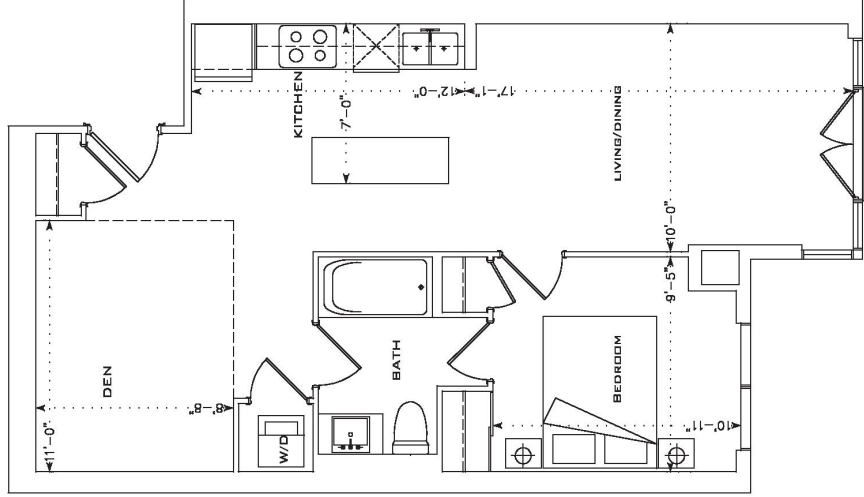 KITCHEN
7'-0"
12'-0"
17'-1"
LIVING/DINING
10'-0"
9'-5"
DEN
8'-8"
11'-0"
W/D
BATH
BEDROOM
10'-11"